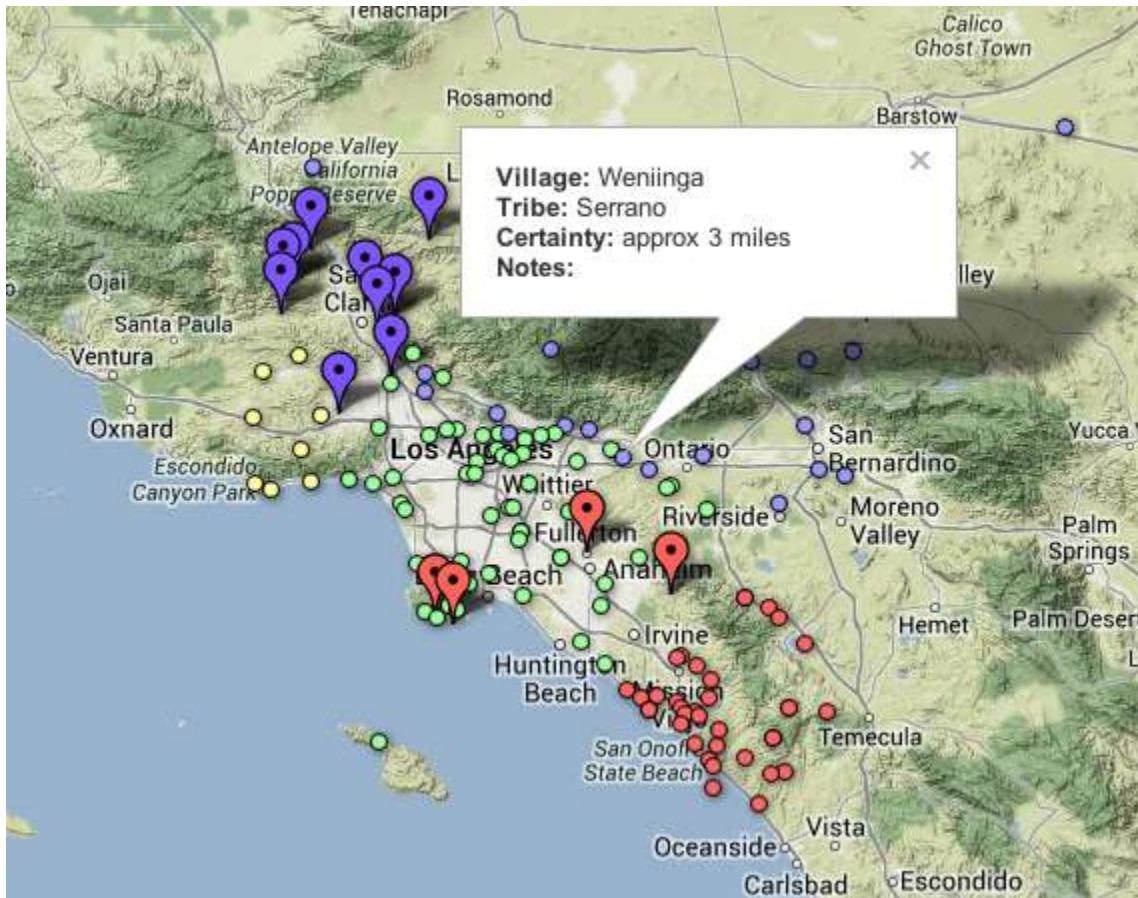 Tehachapi
Calico
Ghost Town
Rosamond
Barstow
Antelope Valley
California
Poppy Reserve
L
×
Village: Weniinga
Tribe: Serrano
Certainty: approx 3 miles
Notes:
lley
Ojai
Santa Paula
Ventura
Oxnard
Yucca V
Los Angeles
Ontario
San
Bernardino
Escondido
Canyon Park
Whittier
Riverside
Moreno
Valley
Fullerton
Palm
Springs
Beach
Anaheim
Irvine
Hemet
Palm Deser
Huntington
Beach
Mission
Temecula
San Onofr
State Beach
Vista
Oceanside
Carlsbad
Escondido